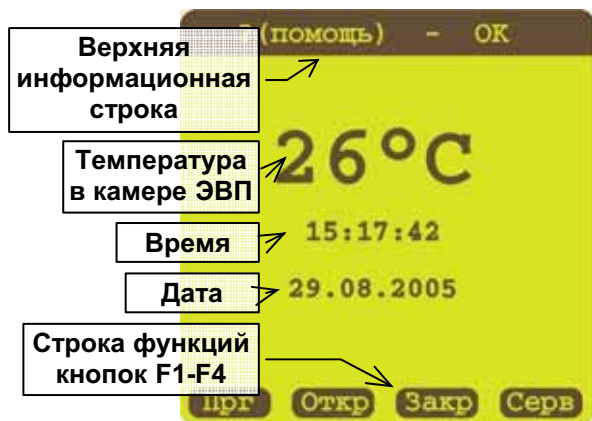 ?(помощь) - ОК
Верхняя
информационная
строка
26°C
Температура
в камере ЭВП
15:17:42
Время
29.08.2005
Дата
Строка функций
кнопок F1-F4
Прг Откр Закр Серв